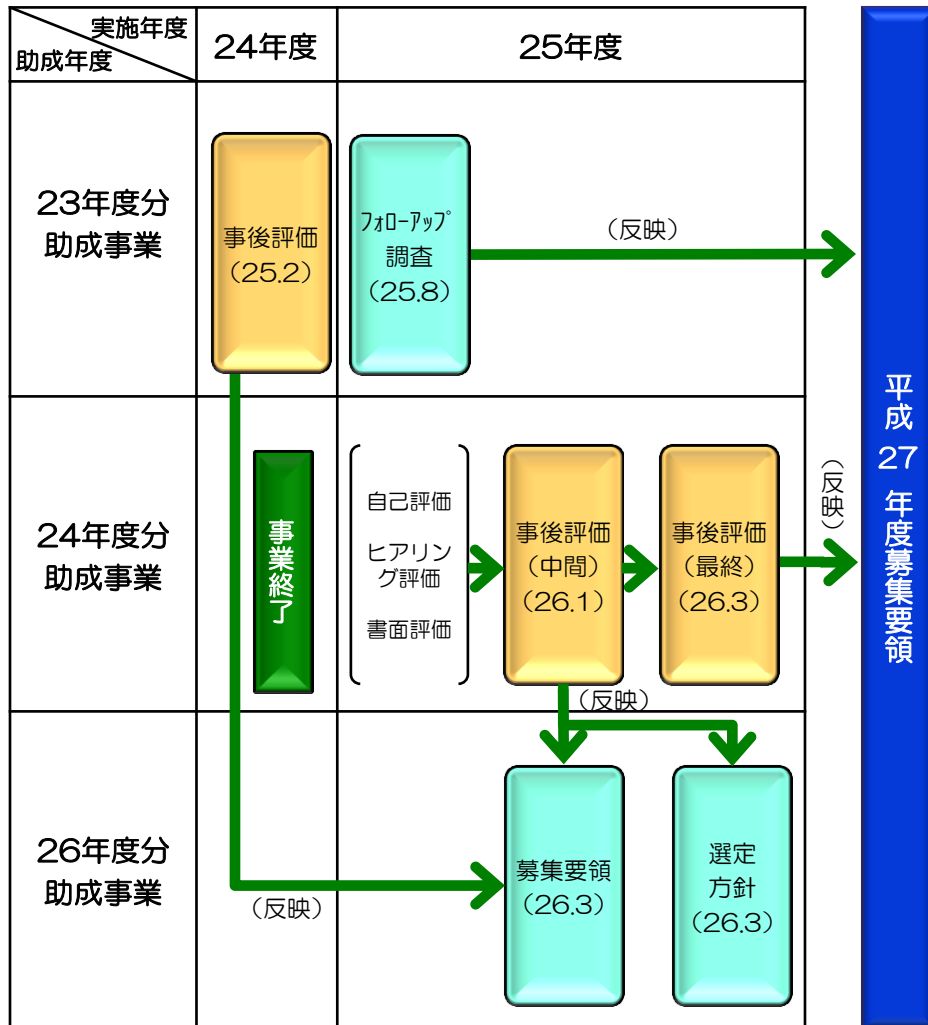 実施年度
助成年度
24年度
25年度
23年度分
助成事業
事後評価
（25.2）
ﾌｫﾛｰｱｯﾌﾟ
調査
（25.8）
（反映）
24年度分
助成事業
事業終了
自己評価
ヒアリン
グ評価
書面評価
事後評価
（中間）
（26.1）
事後評価
（最終）
（26.3）
（反映）
（反映）
26年度分
助成事業
（反映）
募集要領
（26.3）
選定
方針
（26.3）
平成27年度募集要領